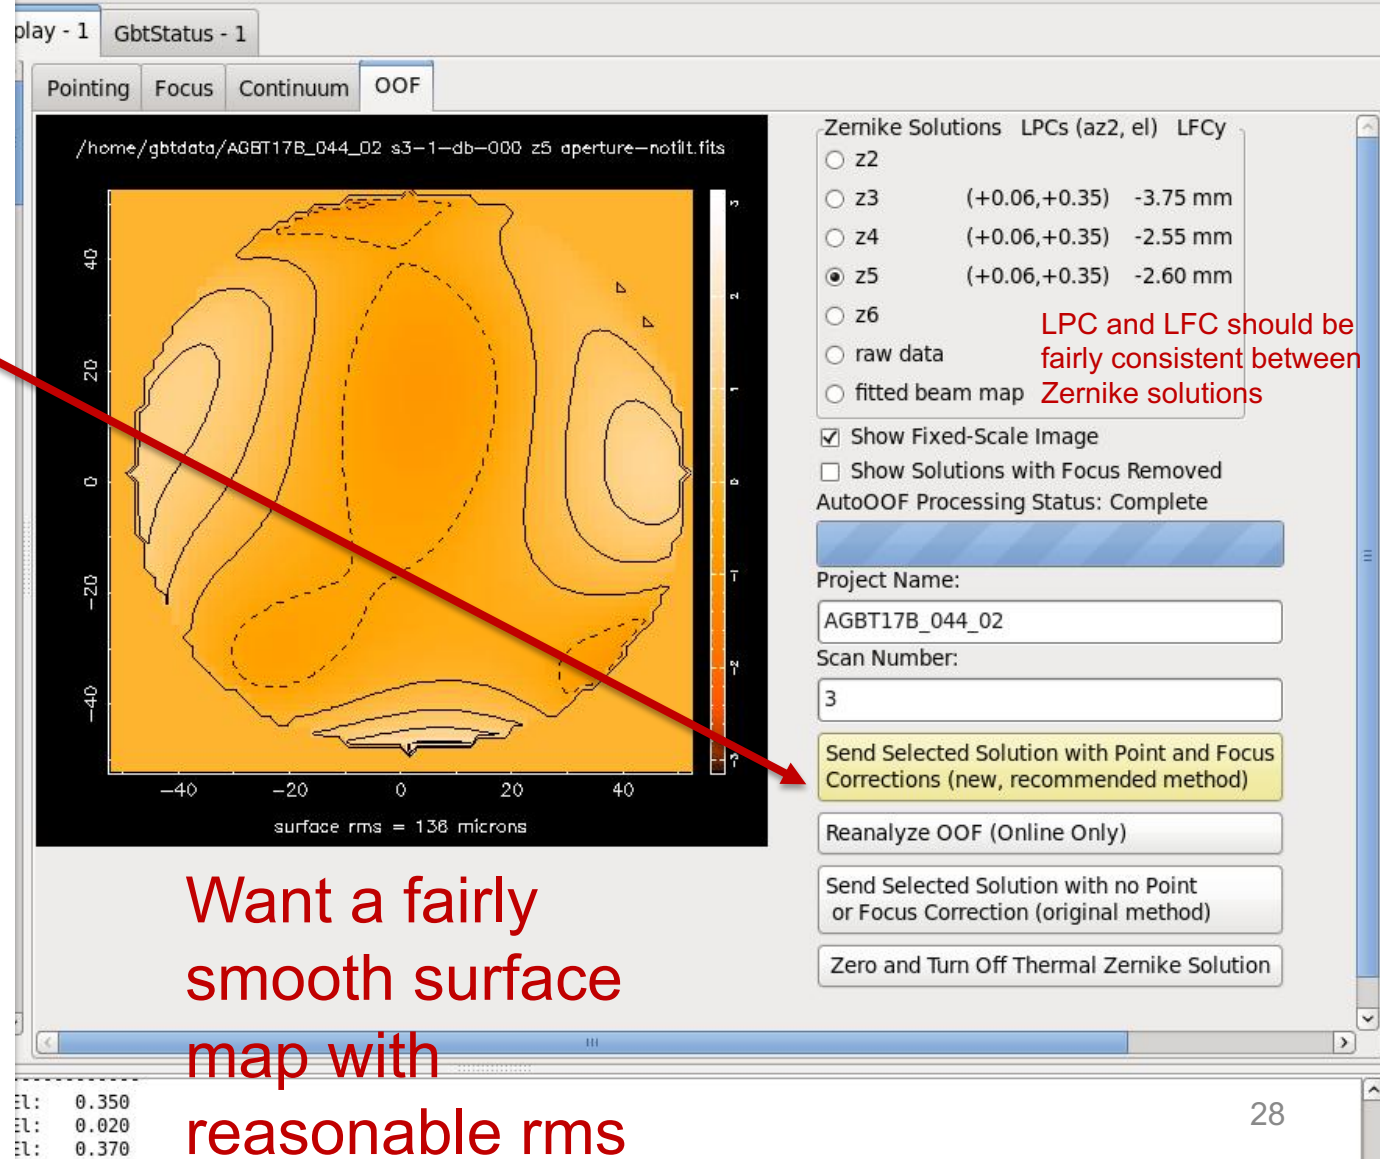 play - 1
GbtStatus - 1
Pointing
Focus
Continuum
OOF
/home/gbtdata/AGBT17B_044_02 s3-1-db-000 z5 aperture-notilt.fits
40
20
0
-20
-40
-40
-20
0
20
40
3
2
1
0
-1
-2
-3
surface rms = 136 microns
Zernike Solutions LPCs (az2, el) LFCy
z2
z3 (+0.06,+0.35) -3.75 mm
z4 (+0.06,+0.35) -2.55 mm
z5 (+0.06,+0.35) -2.60 mm
z6
raw data
fitted beam map
LPC and LFC should be
fairly consistent between
Zernike solutions
Show Fixed-Scale Image
Show Solutions with Focus Removed
AutoOOF Processing Status: Complete
Project Name:
AGBT17B_044_02
Scan Number:
3
Send Selected Solution with Point and Focus
Corrections (new, recommended method)
Reanalyze OOF (Online Only)
Send Selected Solution with no Point
or Focus Correction (original method)
Zero and Turn Off Thermal Zernike Solution
Want a fairly
smooth surface
map with
reasonable rms
El: 0.350
El: 0.020
El: 0.370
28